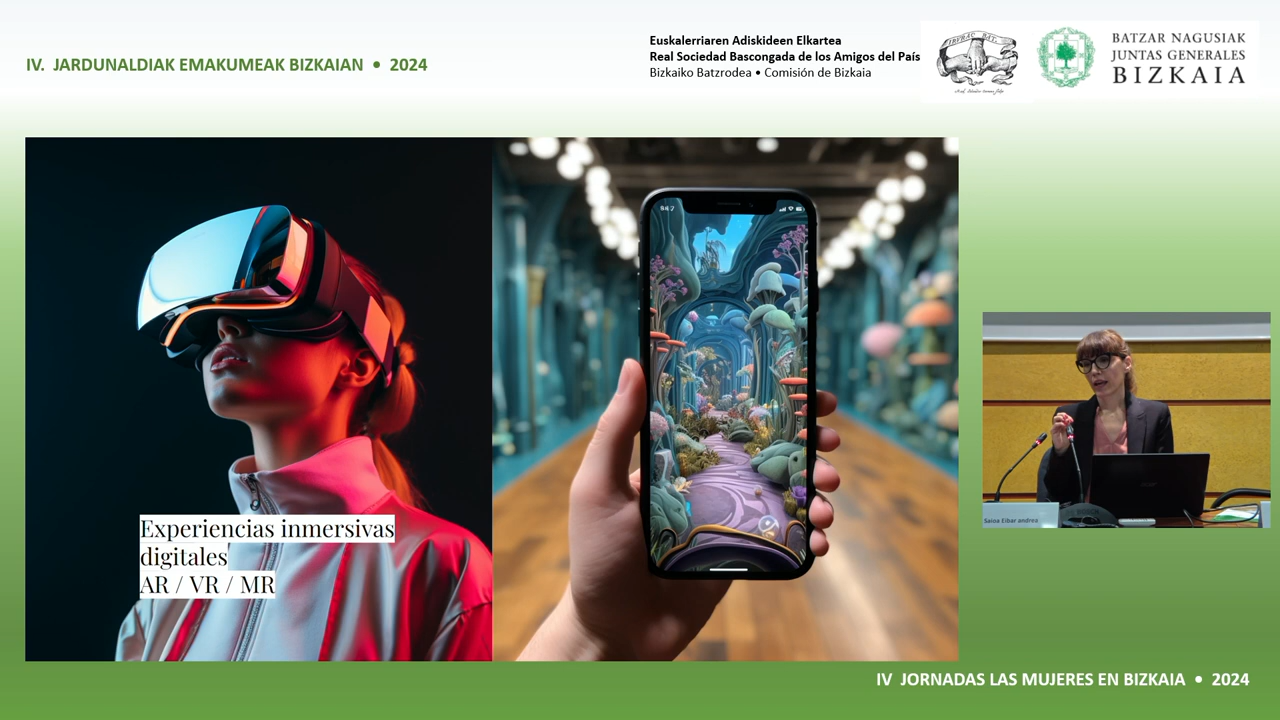 IV. JARDUNALDIAK EMAKUMEAK BIZKAIAN • 2024
Euskalerriaren Adiskideen Elkartea
Real Sociedad Bascongada de los Amigos del País
Bizkaiko Batzrodea • Comisión de Bizkaia
BATZAR NAGUSIAK
JUNTAS GENERALES
BIZKAIA
Experiencias inmersivas
digitales
AR / VR / MR
Saioa Eibar andrea
IV JORNADAS LAS MUJERES EN BIZKAIA • 2024